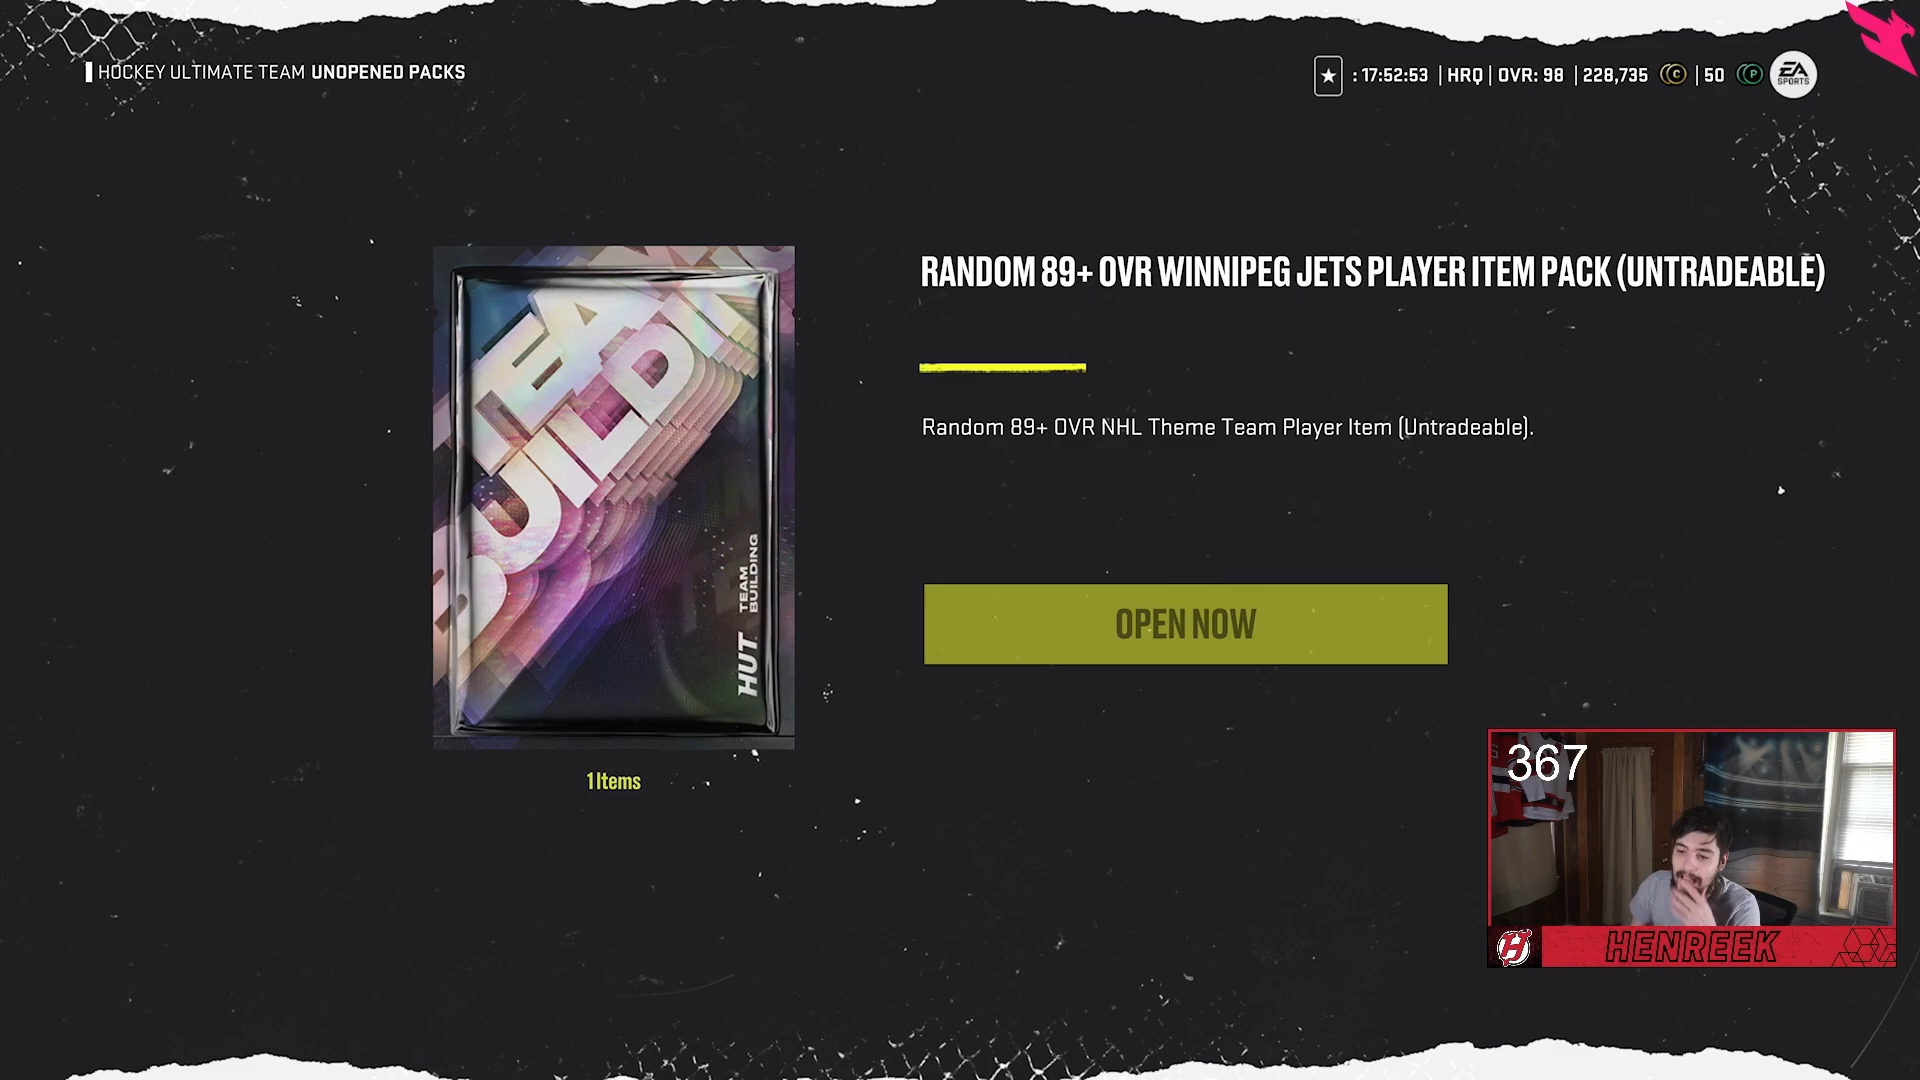 HOCKEY ULTIMATE TEAM UNOPENED PACKS
: 17:52:53 | HRQ | OVR: 98 | 228,735 C | 50 P
EA SPORTS
RANDOM 89+ OVR WINNIPEG JETS PLAYER ITEM PACK (UNTRADEABLE)
Random 89+ OVR NHL Theme Team Player Item (Untradeable).
TEAM
BUILDIN
HUT TEAM BUILDING
OPEN NOW
1 Items
367
H HENREEK